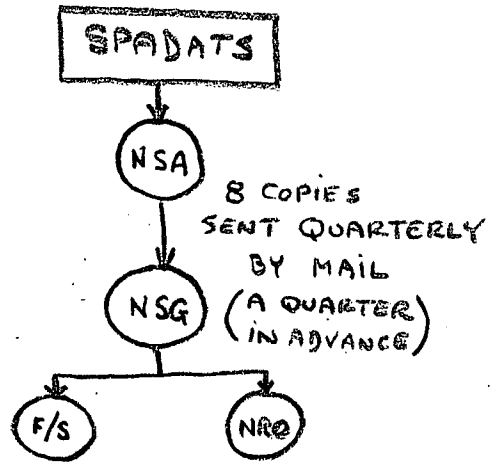 SPADATS
NSA
8 COPIES
SENT QUARTERLY
BY MAIL
(A QUARTER
IN ADVANCE)
NSG
F/S
NRO